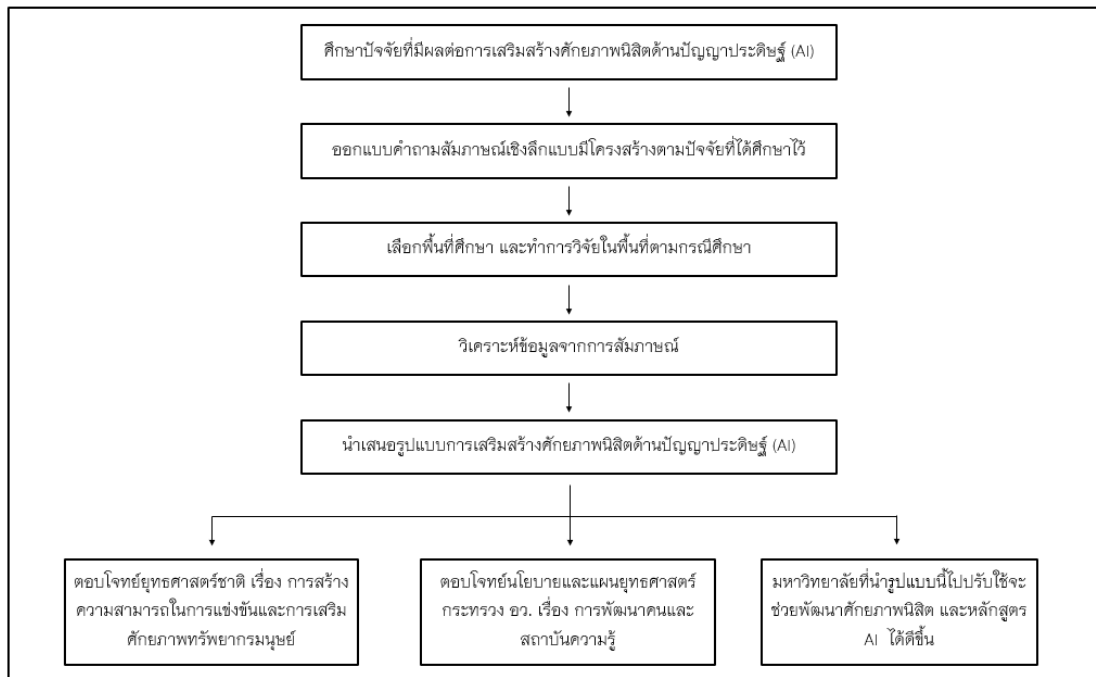 ศึกษาปัจจัยที่มีผลต่อการเสริมสร้างศักยภาพนิสิตด้านปัญญาประดิษฐ์ (AI)
ออกแบบคำถามสัมภาษณ์เชิงลึกแบบมีโครงสร้างตามปัจจัยที่ได้ศึกษาไว้
เลือกพื้นที่ศึกษา และทำการวิจัยในพื้นที่ตามกรณีศึกษา
วิเคราะห์ข้อมูลจากการสัมภาษณ์
นำเสนอรูปแบบการเสริมสร้างศักยภาพนิสิตด้านปัญญาประดิษฐ์ (AI)
ตอบโจทย์ยุทธศาสตร์ชาติ เรื่อง การสร้าง
ความสามารถในการแข่งขันและการเสริม
ศักยภาพทรัพยากรมนุษย์
ตอบโจทย์นโยบายและแผนยุทธศาสตร์
กระทรวง อว. เรื่อง การพัฒนาคนและ
สถาบันความรู้
มหาวิทยาลัยที่นำรูปแบบนี้ไปปรับใช้จะ
ช่วยพัฒนาศักยภาพนิสิต และหลักสูตร
AI ได้ดีขึ้น